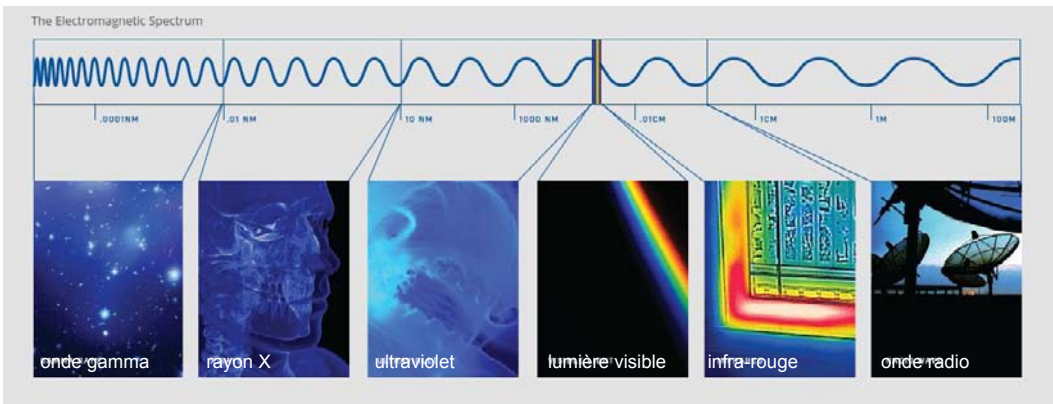 The Electromagnetic Spectrum
.0001NM .01 NM 10 NM 1000 NM .01CM 1CM 1M 100M
onde gamma rayon X ultraviolet lumière visible infra-rouge onde radio